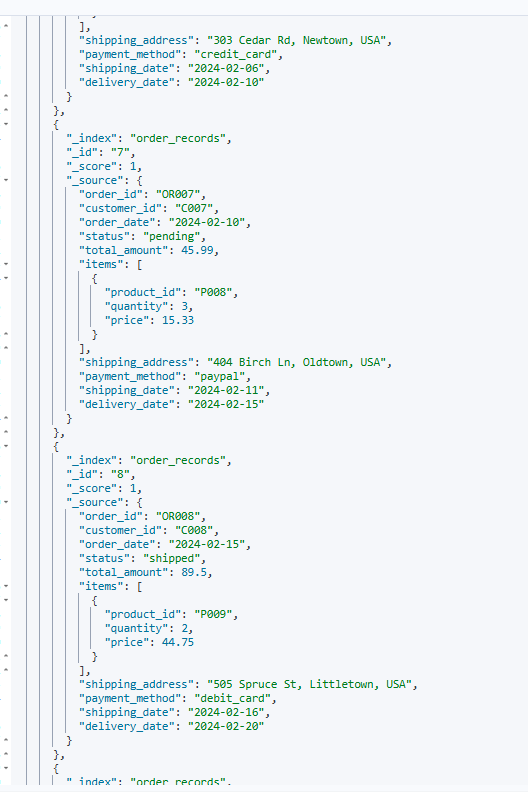 ],
"shipping_address": "303 Cedar Rd, Newtown, USA",
"payment_method": "credit_card",
"shipping_date": "2024-02-06",
"delivery_date": "2024-02-10"
}
},
{
"_index": "order_records",
"_id": "7",
"_score": 1,
"_source": {
"order_id": "OR007",
"customer_id": "C007",
"order_date": "2024-02-10",
"status": "pending",
"total_amount": 45.99,
"items": [
{
"product_id": "P008",
"quantity": 3,
"price": 15.33
}
],
"shipping_address": "404 Birch Ln, Oldtown, USA",
"payment_method": "paypal",
"shipping_date": "2024-02-11",
"delivery_date": "2024-02-15"
}
},
{
"_index": "order_records",
"_id": "8",
"_score": 1,
"_source": {
"order_id": "OR008",
"customer_id": "C008",
"order_date": "2024-02-15",
"status": "shipped",
"total_amount": 89.5,
"items": [
{
"product_id": "P009",
"quantity": 2,
"price": 44.75
}
],
"shipping_address": "505 Spruce St, Littletown, USA",
"payment_method": "debit_card",
"shipping_date": "2024-02-16",
"delivery_date": "2024-02-20"
}
},
{
"_index": "order_records",